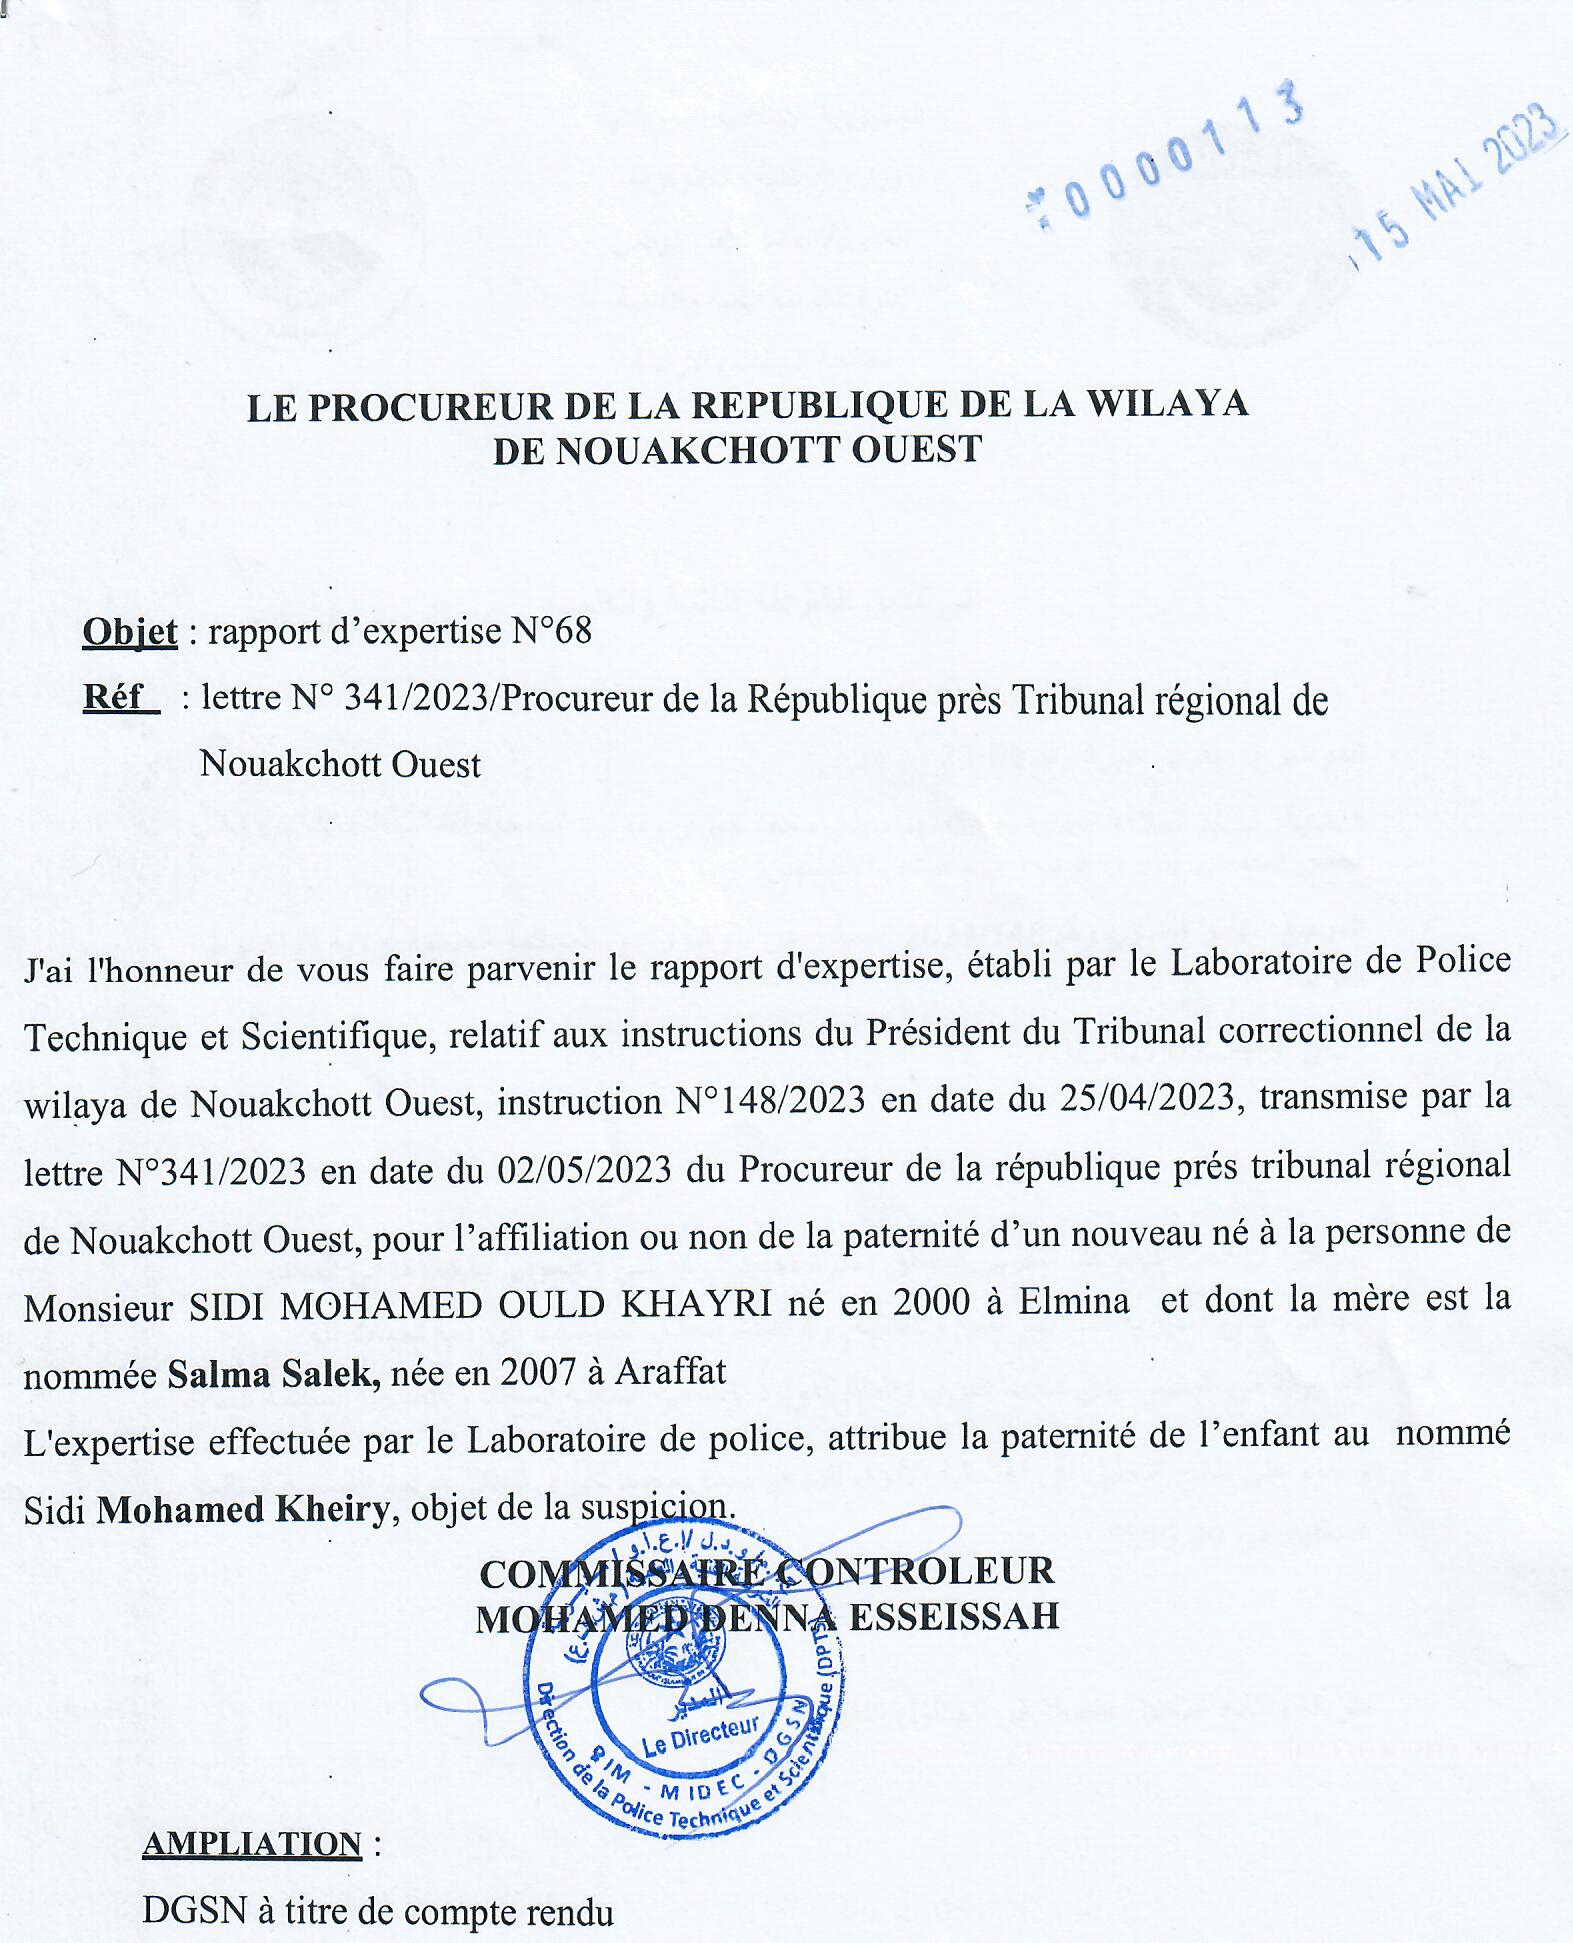 0000113
15 MAI 2023
LE PROCUREUR DE LA REPUBLIQUE DE LA WILAYA
DE NOUAKCHOTT OUEST
Objet : rapport d’expertise N°68
Réf : lettre N° 341/2023/Procureur de la République près Tribunal régional de
Nouakchott Ouest
J'ai l'honneur de vous faire parvenir le rapport d'expertise, établi par le Laboratoire de Police
Technique et Scientifique, relatif aux instructions du Président du Tribunal correctionnel de la
wilaya de Nouakchott Ouest, instruction N°148/2023 en date du 25/04/2023, transmise par la
lettre N°341/2023 en date du 02/05/2023 du Procureur de la république prés tribunal régional
de Nouakchott Ouest, pour l’affiliation ou non de la paternité d’un nouveau né à la personne de
Monsieur SIDI MOHAMED OULD KHAYRI né en 2000 à Elmina et dont la mère est la
nommée Salma Salek, née en 2007 à Araffat
L'expertise effectuée par le Laboratoire de police, attribue la paternité de l’enfant au nommé
Sidi Mohamed Kheiry, objet de la suspicion.
COMMISSAIRE CONTROLEUR
MOHAMED DENNA ESSEISSAH
المدير
Le Directeur
RIM - MIDEC - DGSN
Direction de la Police Technique et Scientifique (DPTS)
AMPLIATION :
DGSN à titre de compte rendu